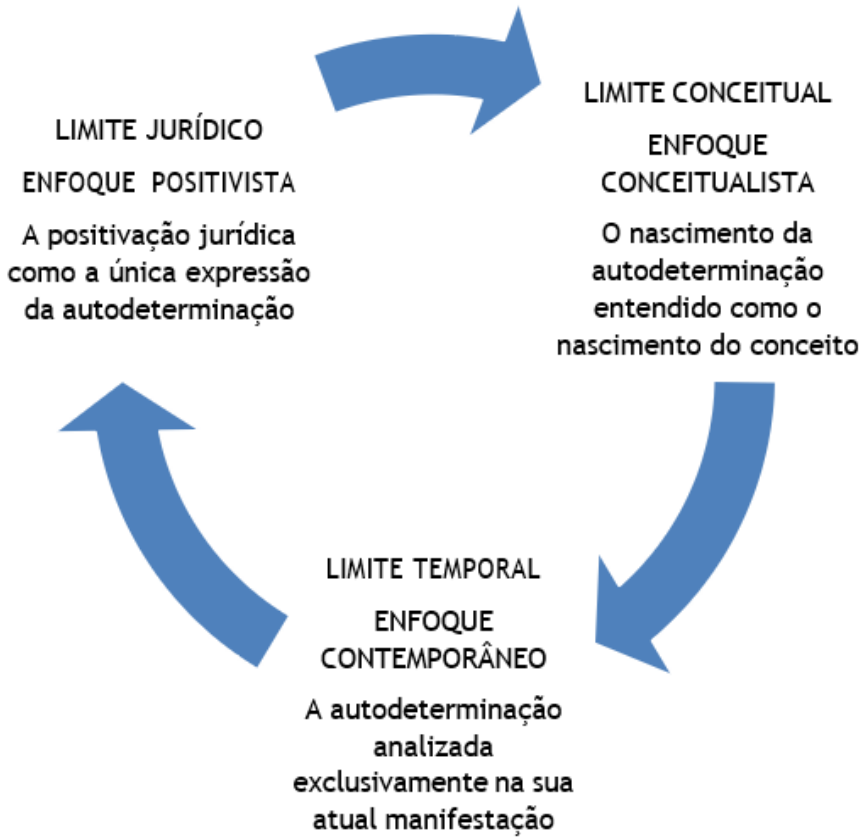 LIMITE JURÍDICO
ENFOQUE POSITIVISTA
A positivação jurídica
como a única expressão
da autodeterminação
LIMITE CONCEITUAL
ENFOQUE
CONCEITUALISTA
O nascimento da
autodeterminação
entendido como o
nascimento do conceito
LIMITE TEMPORAL
ENFOQUE
CONTEMPORÂNEO
A autodeterminação
analizada
exclusivamente na sua
atual manifestação